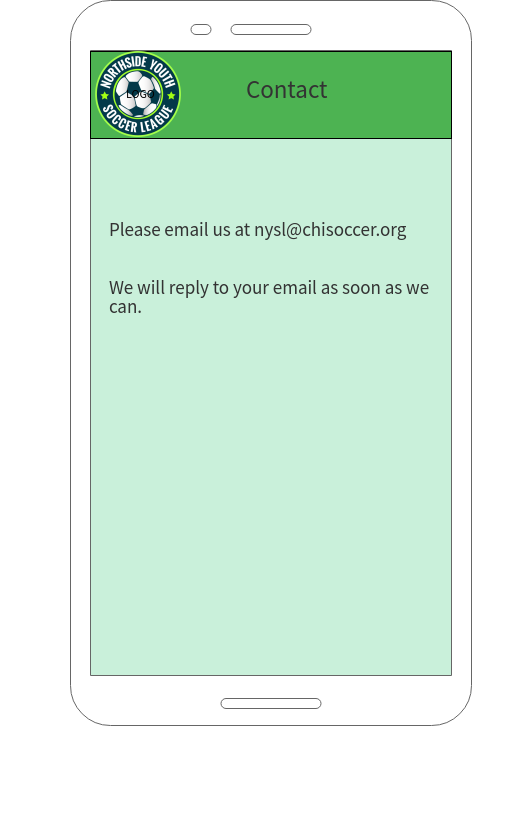 NORTHSIDE YOUTH
LOGO
SOCCER LEAGUE
Contact
Please email us at nysl@chisoccer.org
We will reply to your email as soon as we
can.